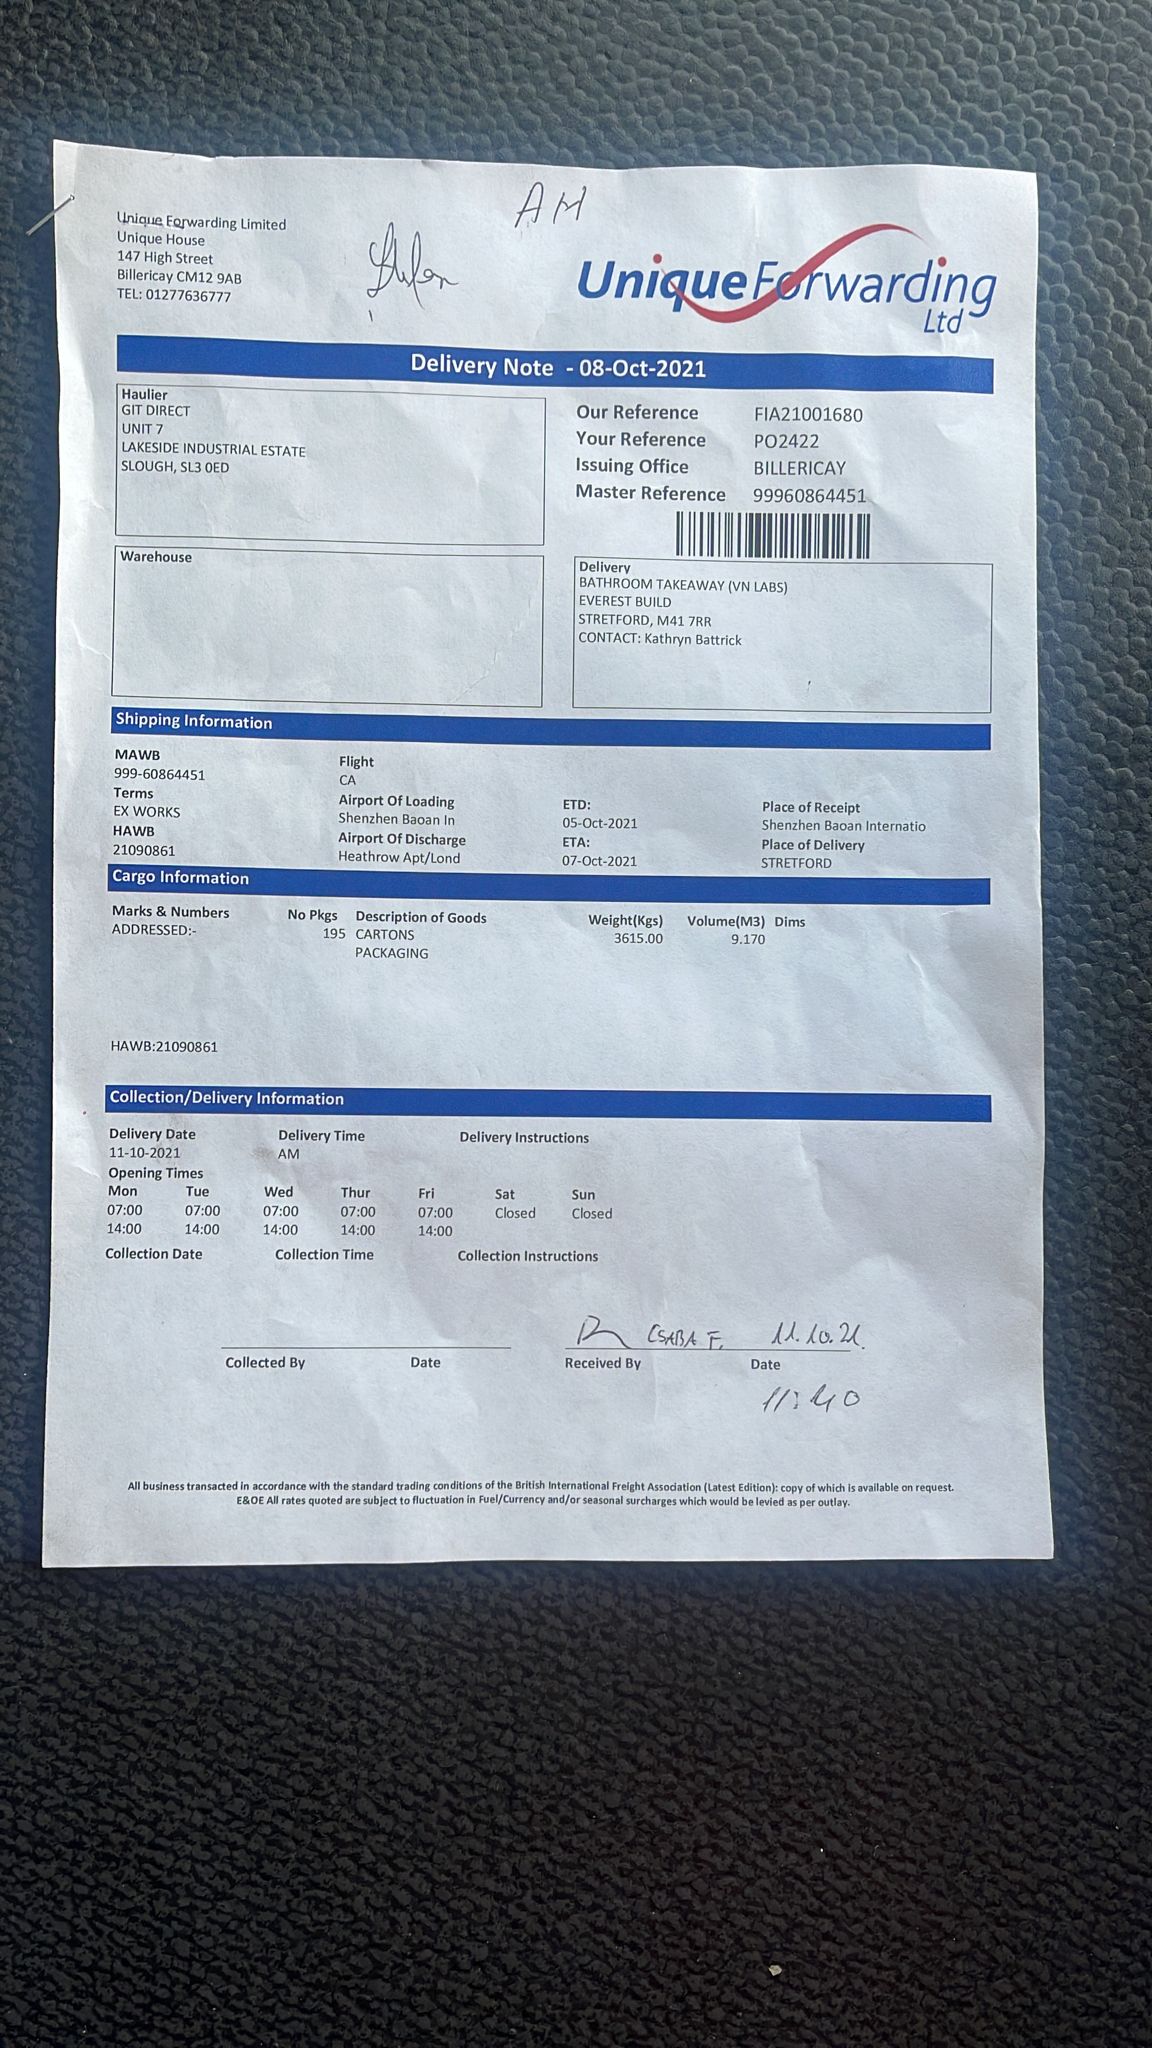 AM
Unique Forwarding Limited
Unique House
147 High Street
Billericay CM12 9AB
TEL: 01277636777
UniqueForwarding
Ltd
Delivery Note - 08-Oct-2021
Haulier
GIT DIRECT
UNIT 7
LAKESIDE INDUSTRIAL ESTATE
SLOUGH, SL3 0ED
Our Reference FIA21001680
Your Reference PO2422
Issuing Office BILLERICAY
Master Reference 99960864451
Warehouse
Delivery
BATHROOM TAKEAWAY (VN LABS)
EVEREST BUILD
STRETFORD, M41 7RR
CONTACT: Kathryn Battrick
Shipping Information
MAWB
999-60864451
Terms
EX WORKS
HAWB
21090861
Flight
CA
Airport Of Loading
Shenzhen Baoan In
Airport Of Discharge
Heathrow Apt/Lond
ETD:
05-Oct-2021
ETA:
07-Oct-2021
Place of Receipt
Shenzhen Baoan Internatio
Place of Delivery
STRETFORD
Cargo Information
Marks & Numbers No Pkgs Description of Goods Weight(Kgs) Volume(M3) Dims
ADDRESSED:- 195 CARTONS 3615.00 9.170
PACKAGING
HAWB:21090861
Collection/Delivery Information
Delivery Date Delivery Time Delivery Instructions
11-10-2021 AM
Opening Times
Mon Tue Wed Thur Fri Sat Sun
07:00 07:00 07:00 07:00 07:00 Closed Closed
14:00 14:00 14:00 14:00 14:00
Collection Date Collection Time Collection Instructions
CSABA F. 11.10.21.
Collected By Date Received By Date
11:40
All business transacted in accordance with the standard trading conditions of the British International Freight Association (Latest Edition): copy of which is available on request.
E&OE All rates quoted are subject to fluctuation in Fuel/Currency and/or seasonal surcharges which would be levied as per outlay.